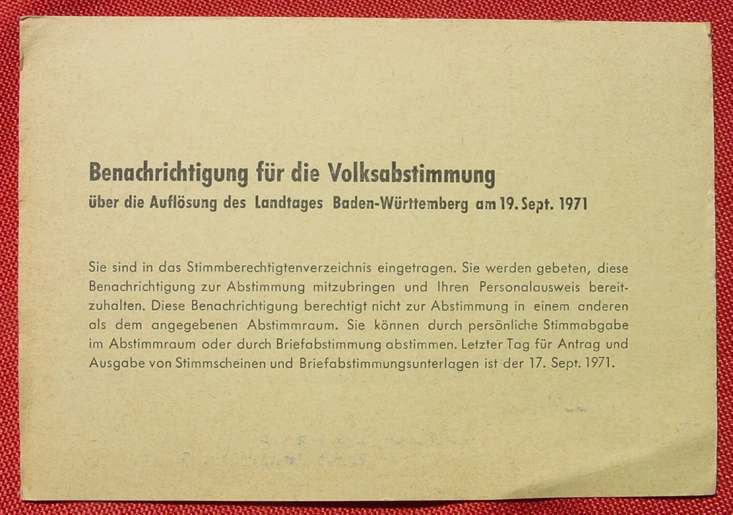 Benachrichtigung für die Volksabstimmung
über die Auflösung des Landtages Baden-Württemberg am 19. Sept. 1971
Sie sind in das Stimmberechtigtenverzeichnis eingetragen. Sie werden gebeten, diese
Benachrichtigung zur Abstimmung mitzubringen und Ihren Personalausweis bereit-
zuhalten. Diese Benachrichtigung berechtigt nicht zur Abstimmung in einem anderen
als dem angegebenen Abstimmraum. Sie können durch persönliche Stimmabgabe
im Abstimmraum oder durch Briefabstimmung abstimmen. Letzter Tag für Antrag und
Ausgabe von Stimmscheinen und Briefabstimmungsunterlagen ist der 17. Sept. 1971.